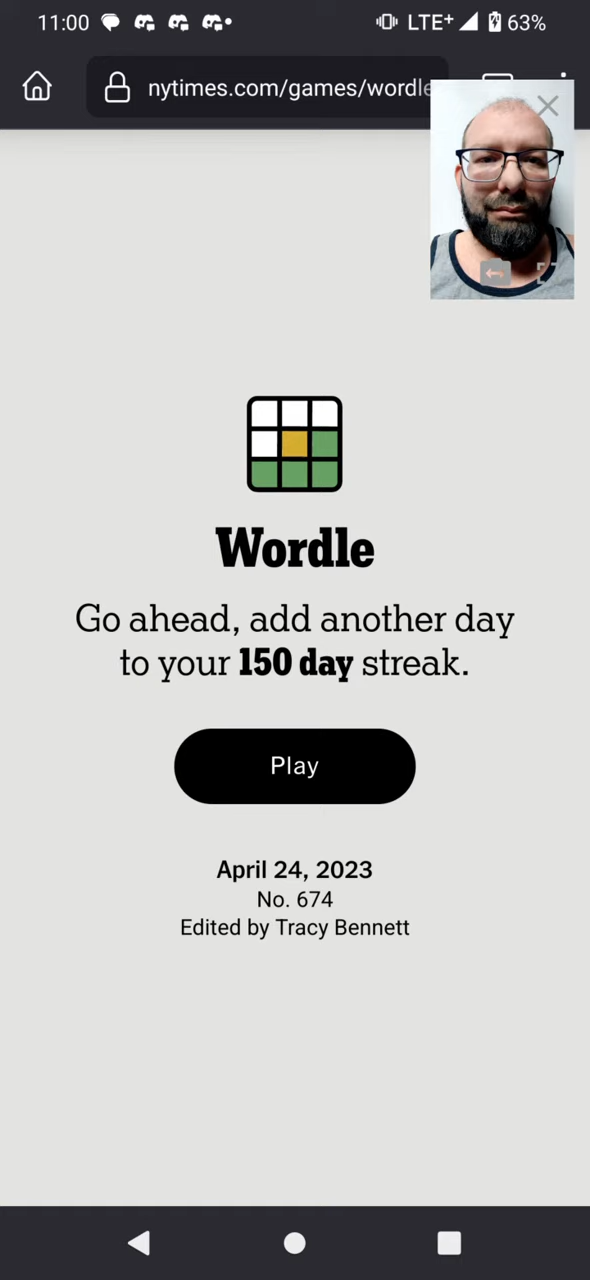 11:00 LTE+ 63%
nytimes.com/games/wordle
Wordle
Go ahead, add another day
to your 150 day streak.
Play
April 24, 2023
No. 674
Edited by Tracy Bennett